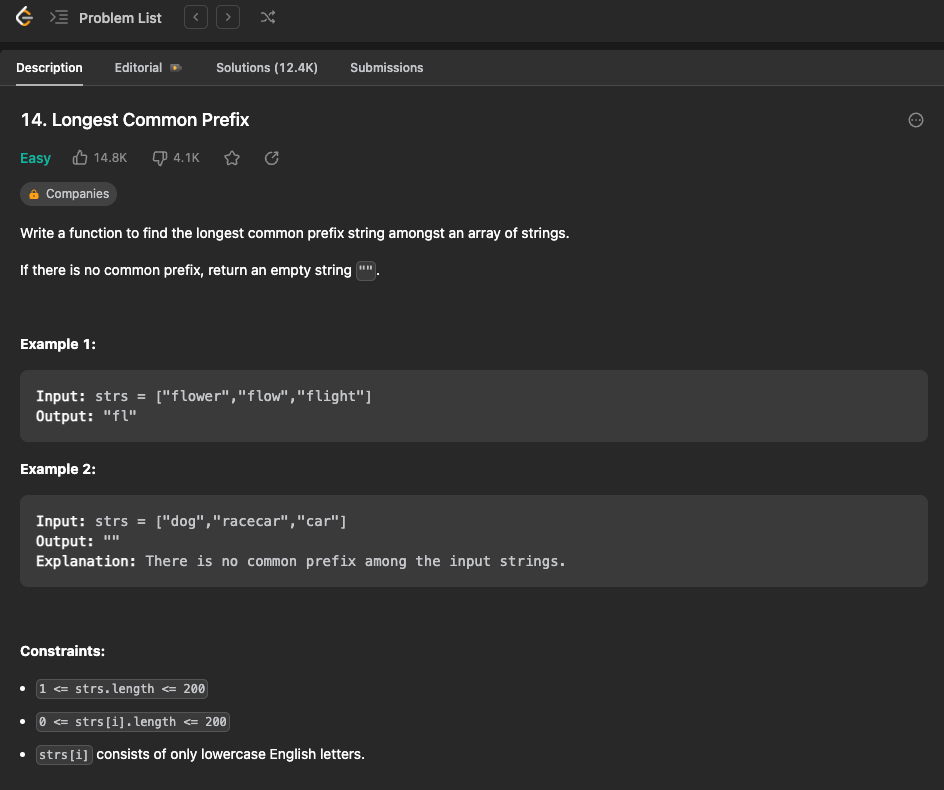 Problem List
Description Editorial Solutions (12.4K) Submissions
14. Longest Common Prefix
Easy 14.8K 4.1K
Companies
Write a function to find the longest common prefix string amongst an array of strings.
If there is no common prefix, return an empty string "".
Example 1:
Input: strs = ["flower","flow","flight"]
Output: "fl"
Example 2:
Input: strs = ["dog","racecar","car"]
Output: ""
Explanation: There is no common prefix among the input strings.
Constraints:
• 1 <= strs.length <= 200
• 0 <= strs[i].length <= 200
• strs[i] consists of only lowercase English letters.